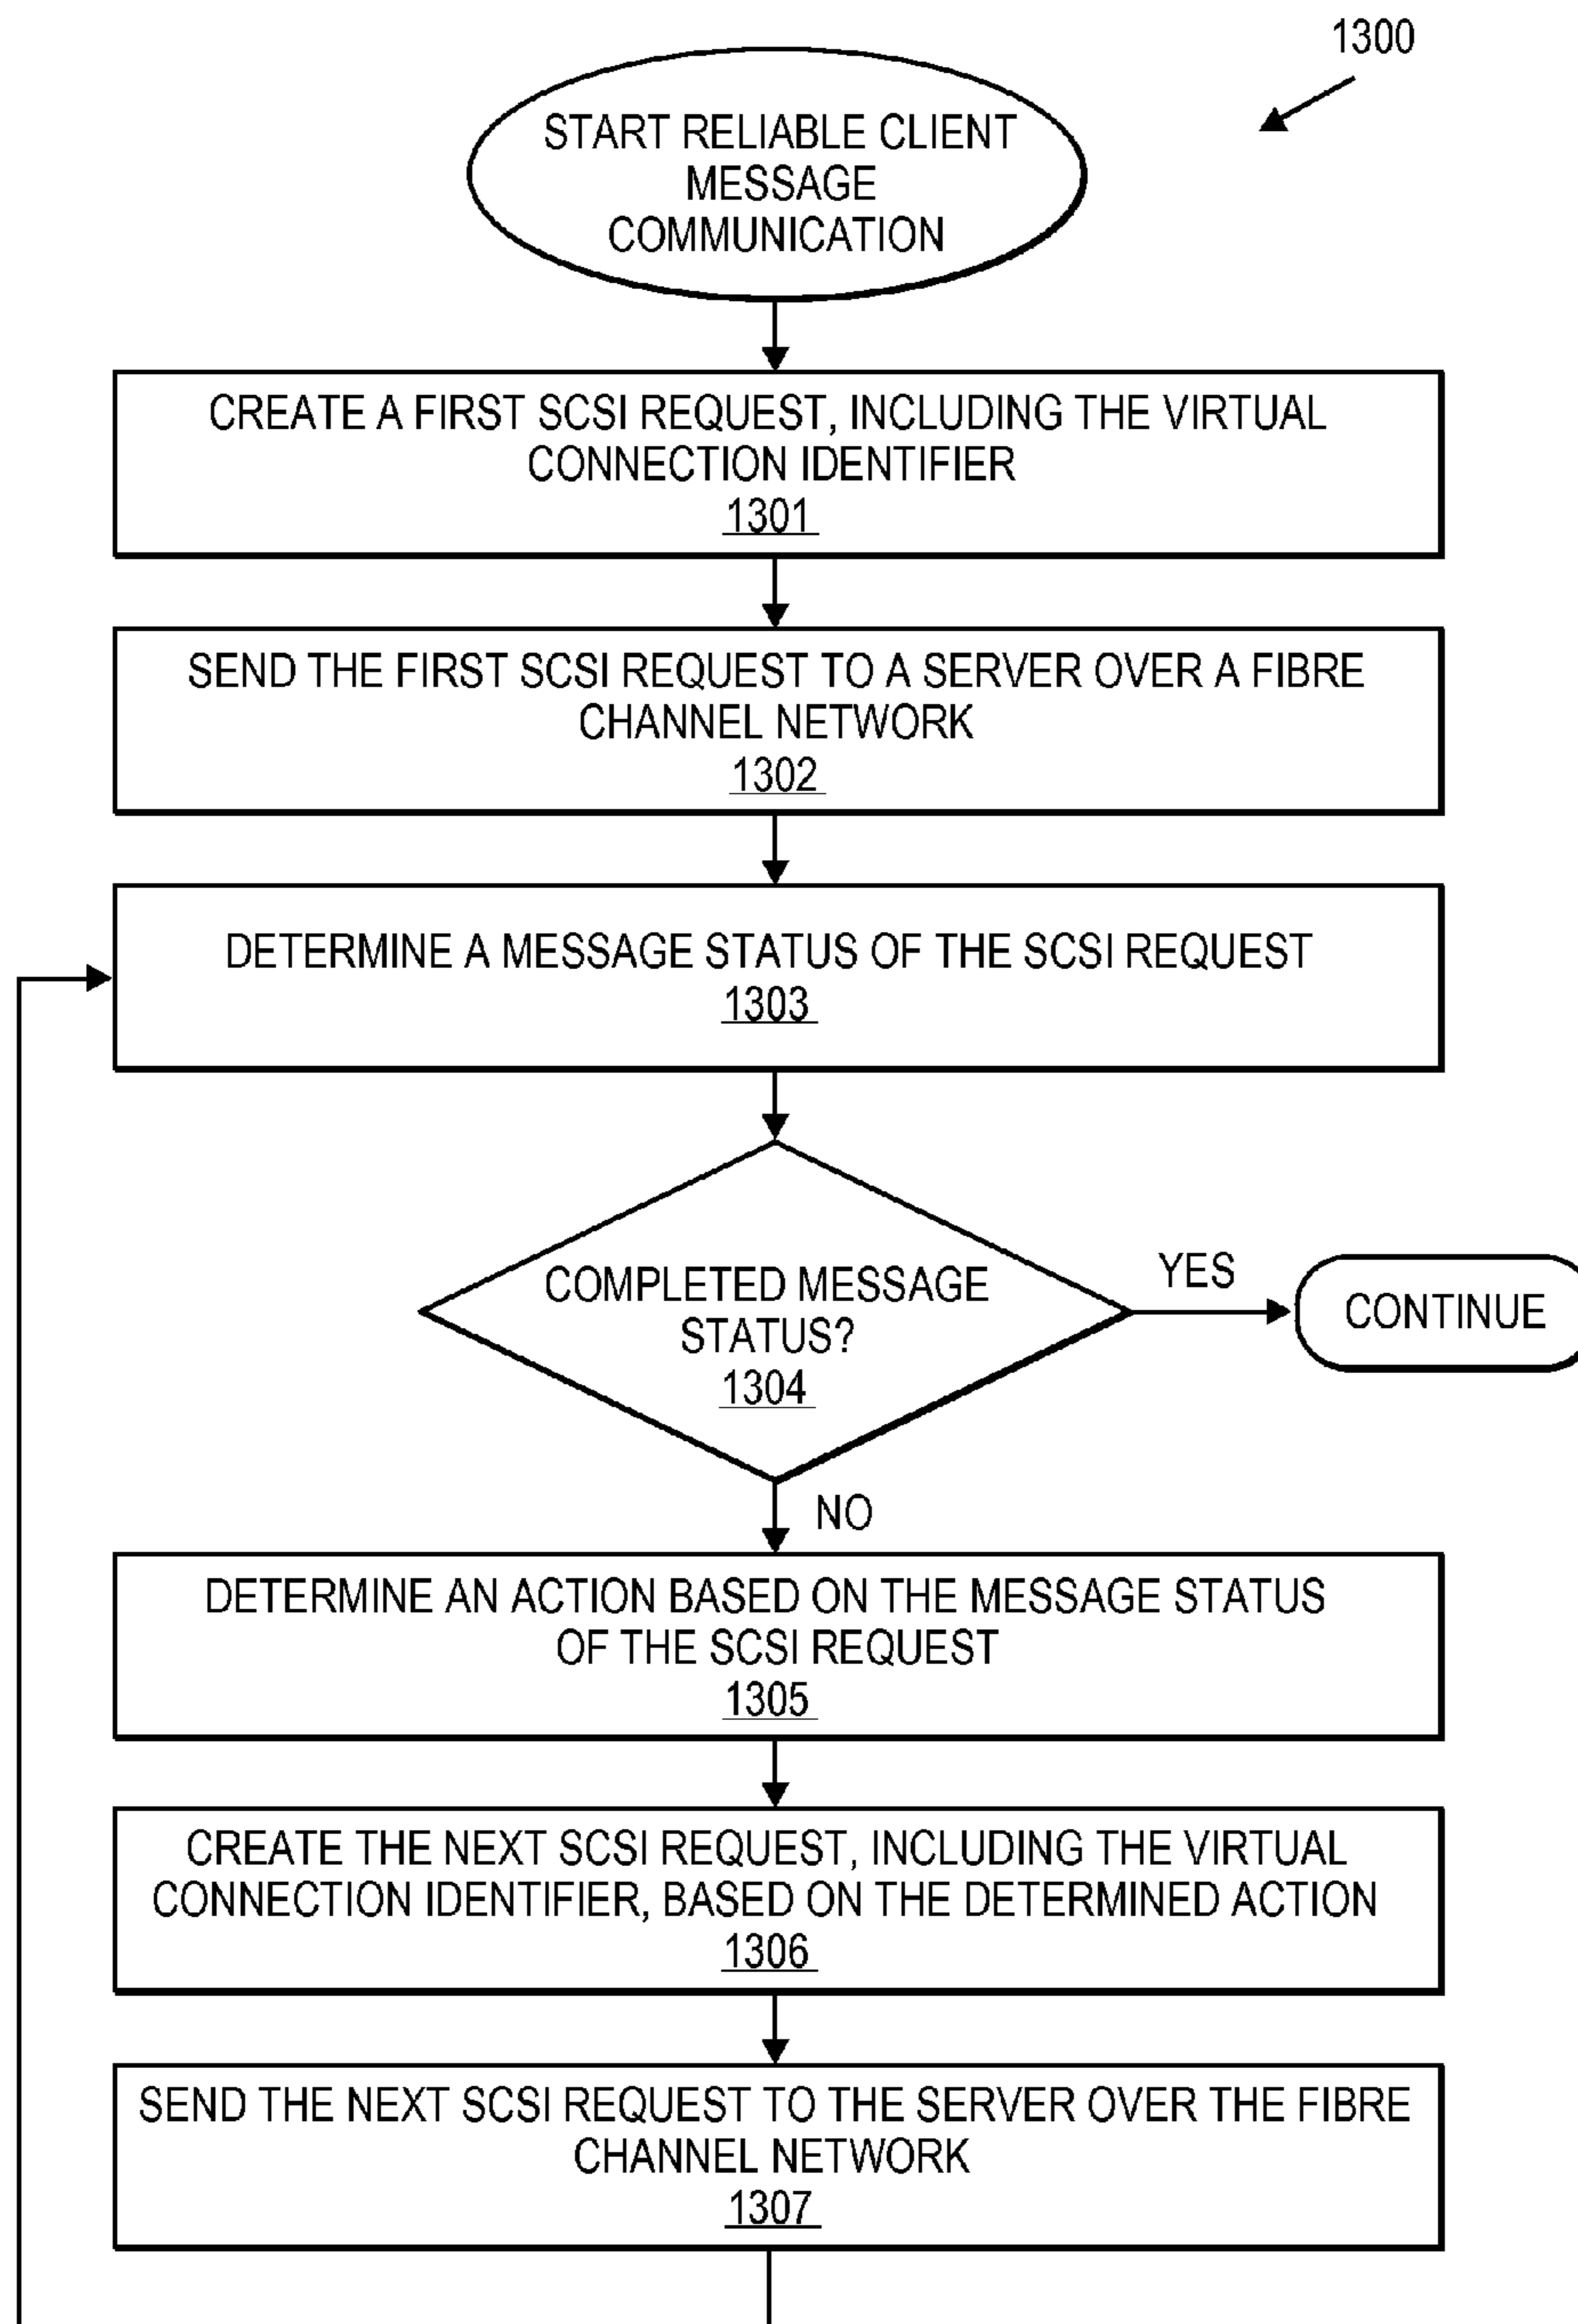 1300
START RELIABLE CLIENT
MESSAGE
COMMUNICATION
CREATE A FIRST SCSI REQUEST, INCLUDING THE VIRTUAL
CONNECTION IDENTIFIER
1301
SEND THE FIRST SCSI REQUEST TO A SERVER OVER A FIBRE
CHANNEL NETWORK
1302
DETERMINE A MESSAGE STATUS OF THE SCSI REQUEST
1303
COMPLETED MESSAGE
STATUS?
1304
YES
CONTINUE
NO
DETERMINE AN ACTION BASED ON THE MESSAGE STATUS
OF THE SCSI REQUEST
1305
CREATE THE NEXT SCSI REQUEST, INCLUDING THE VIRTUAL
CONNECTION IDENTIFIER, BASED ON THE DETERMINED ACTION
1306
SEND THE NEXT SCSI REQUEST TO THE SERVER OVER THE FIBRE
CHANNEL NETWORK
1307